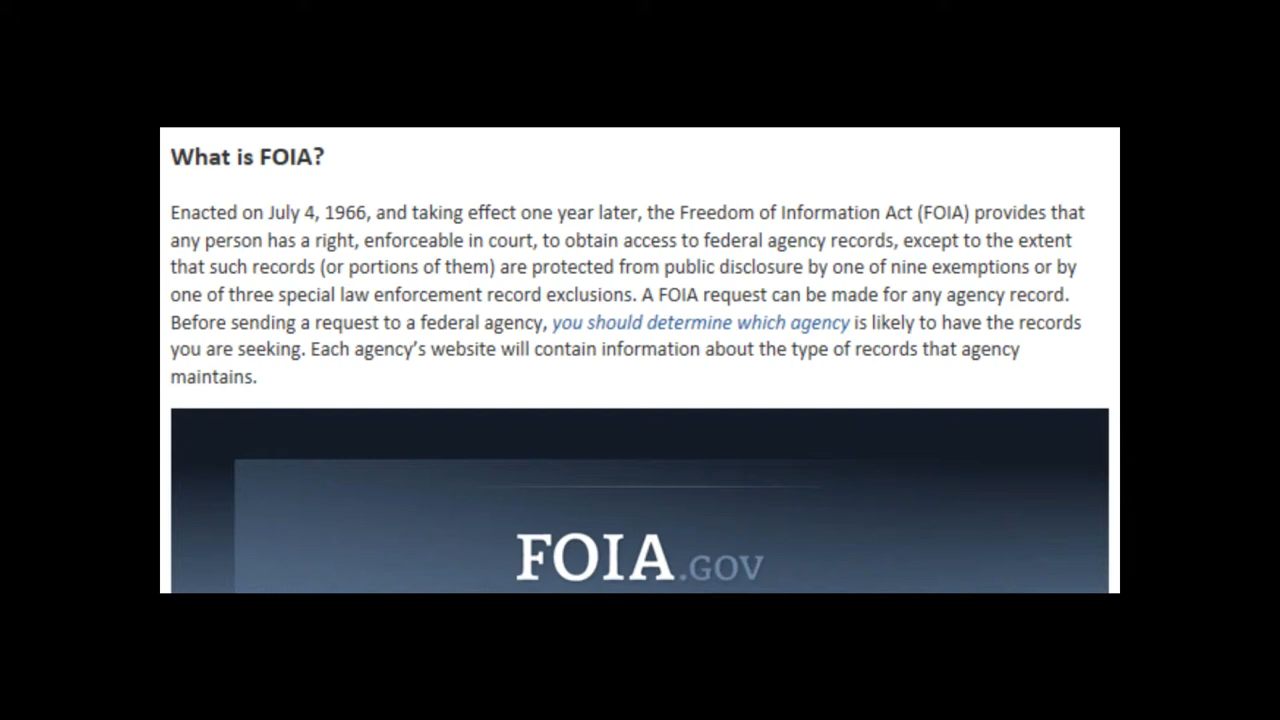 What is FOIA?
Enacted on July 4, 1966, and taking effect one year later, the Freedom of Information Act (FOIA) provides that
any person has a right, enforceable in court, to obtain access to federal agency records, except to the extent
that such records (or portions of them) are protected from public disclosure by one of nine exemptions or by
one of three special law enforcement record exclusions. A FOIA request can be made for any agency record.
Before sending a request to a federal agency, you should determine which agency is likely to have the records
you are seeking. Each agency’s website will contain information about the type of records that agency
maintains.
FOIA.GOV